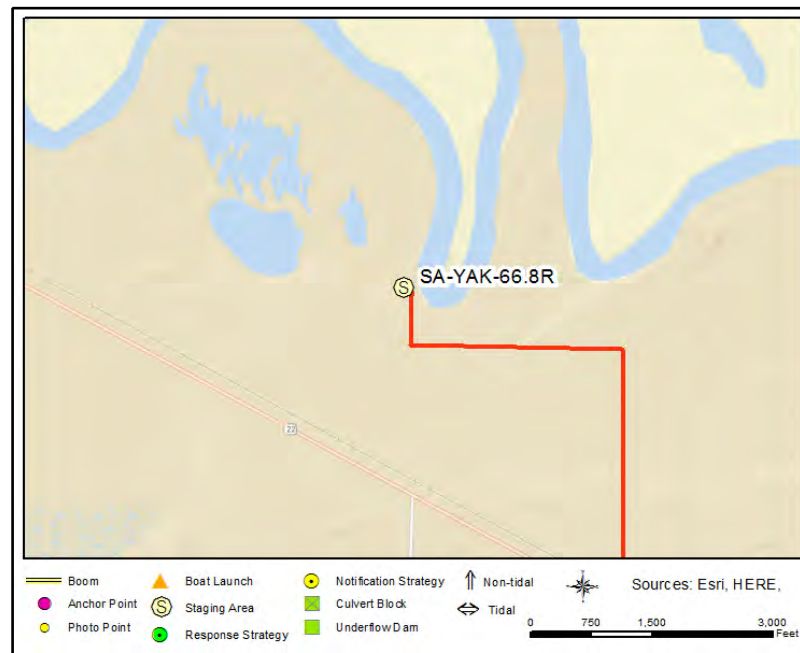 S SA-YAK-66.8R
22
Boom
Anchor Point
Photo Point
Boat Launch
S Staging Area
Response Strategy
Notification Strategy
Culvert Block
Underflow Dam
Non-tidal
Tidal
Sources: Esri, HERE,
0 750 1,500 3,000
Feet